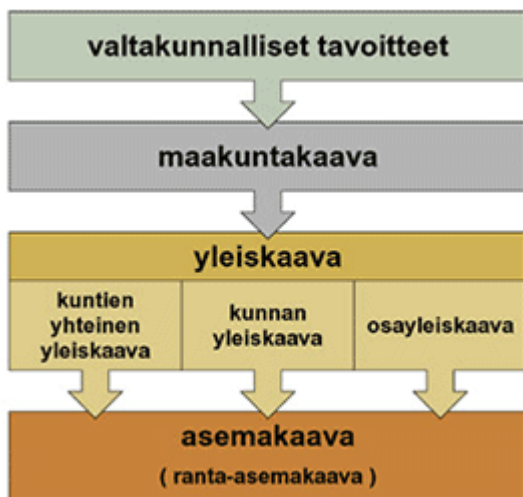 valtakunnalliset tavoitteet
maakuntakaava
yleiskaava
kuntien
yhteinen
yleiskaava
kunnan
yleiskaava
osayleiskaava
asemakaava
( ranta-asemakaava )